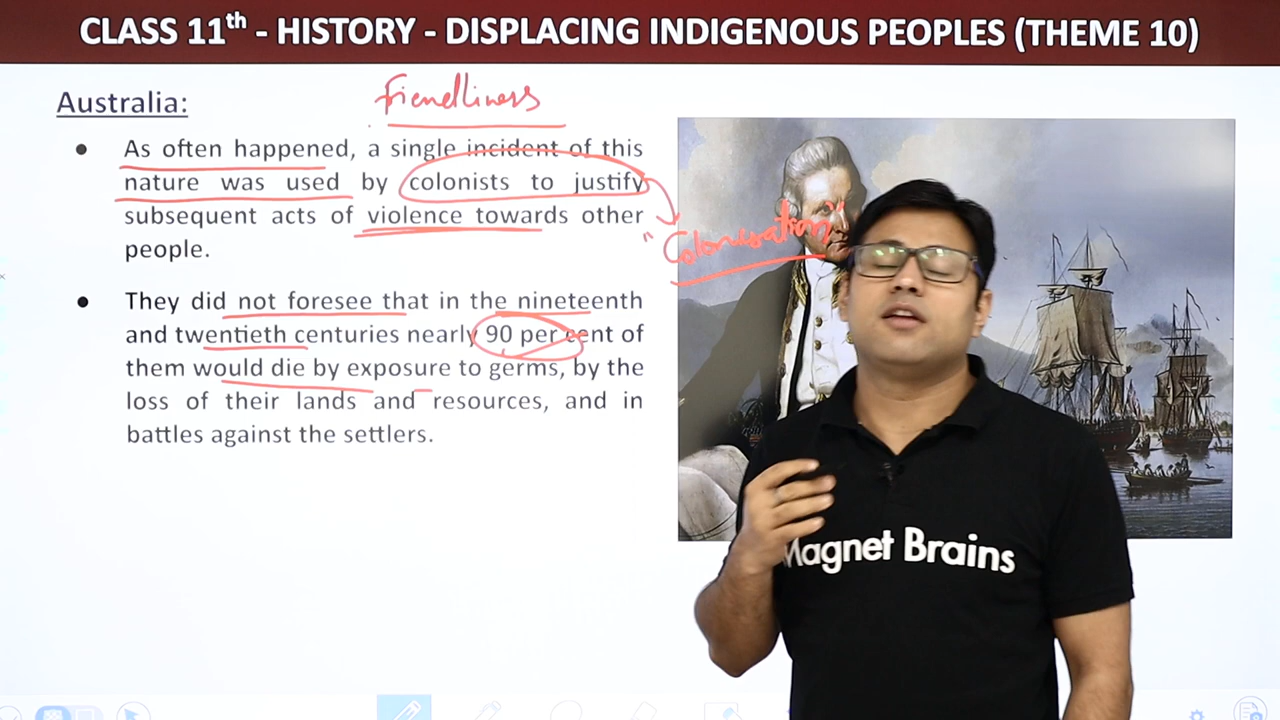 CLASS 11th - HISTORY - DISPLACING INDIGENOUS PEOPLES (THEME 10)
Australia:
friendliness
• As often happened, a single incident of this
nature was used by colonists to justify
subsequent acts of violence towards other
people.
"Colonisation"
• They did not foresee that in the nineteenth
and twentieth centuries nearly 90 per cent of
them would die by exposure to germs, by the
loss of their lands and resources, and in
battles against the settlers.
Magnet Brains